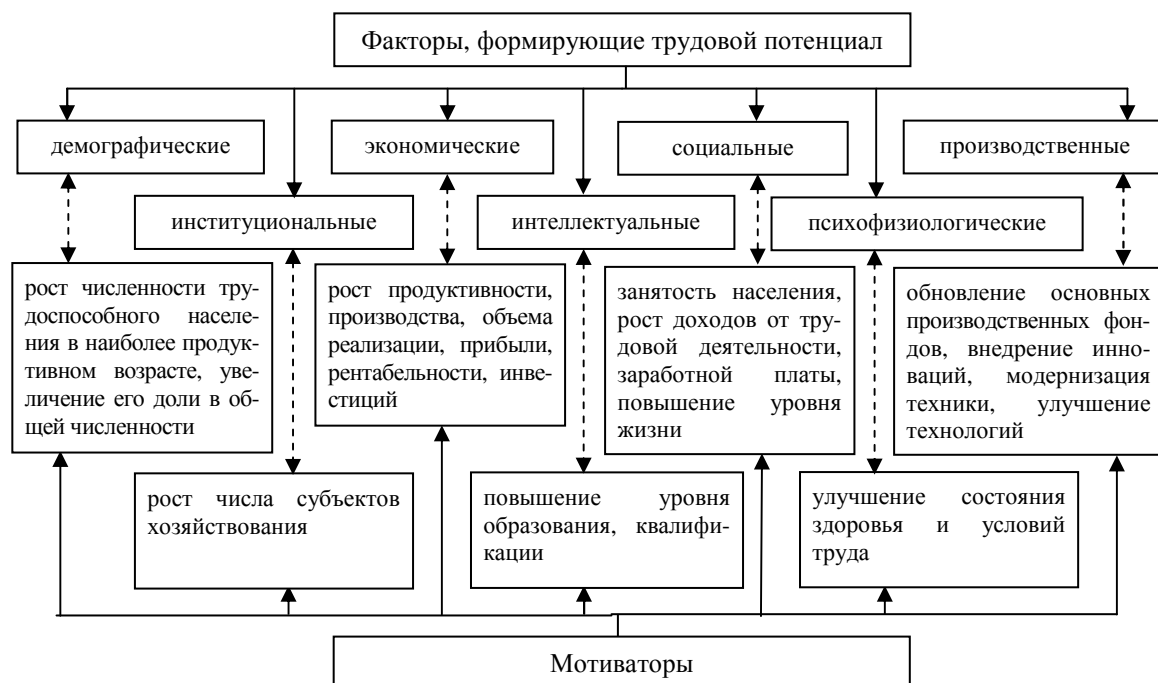 Факторы, формирующие трудовой потенциал
демографические
экономические
социальные
производственные
институциональные
интеллектуальные
психофизиологические
рост численности тру-
доспособного населе-
ния в наиболее продук-
тивном возрасте, уве-
личение его доли в об-
щей численности
рост продуктивности,
производства, объема
реализации, прибыли,
рентабельности, инве-
стиций
занятость населения,
рост доходов от тру-
довой деятельности,
заработной платы,
повышение уровня
жизни
обновление основных
производственных фон-
дов, внедрение инно-
ваций, модернизация
техники, улучшение
технологий
рост числа субъектов
хозяйствования
повышение уровня
образования, квалифи-
кации
улучшение состояния
здоровья и условий
труда
Мотиваторы